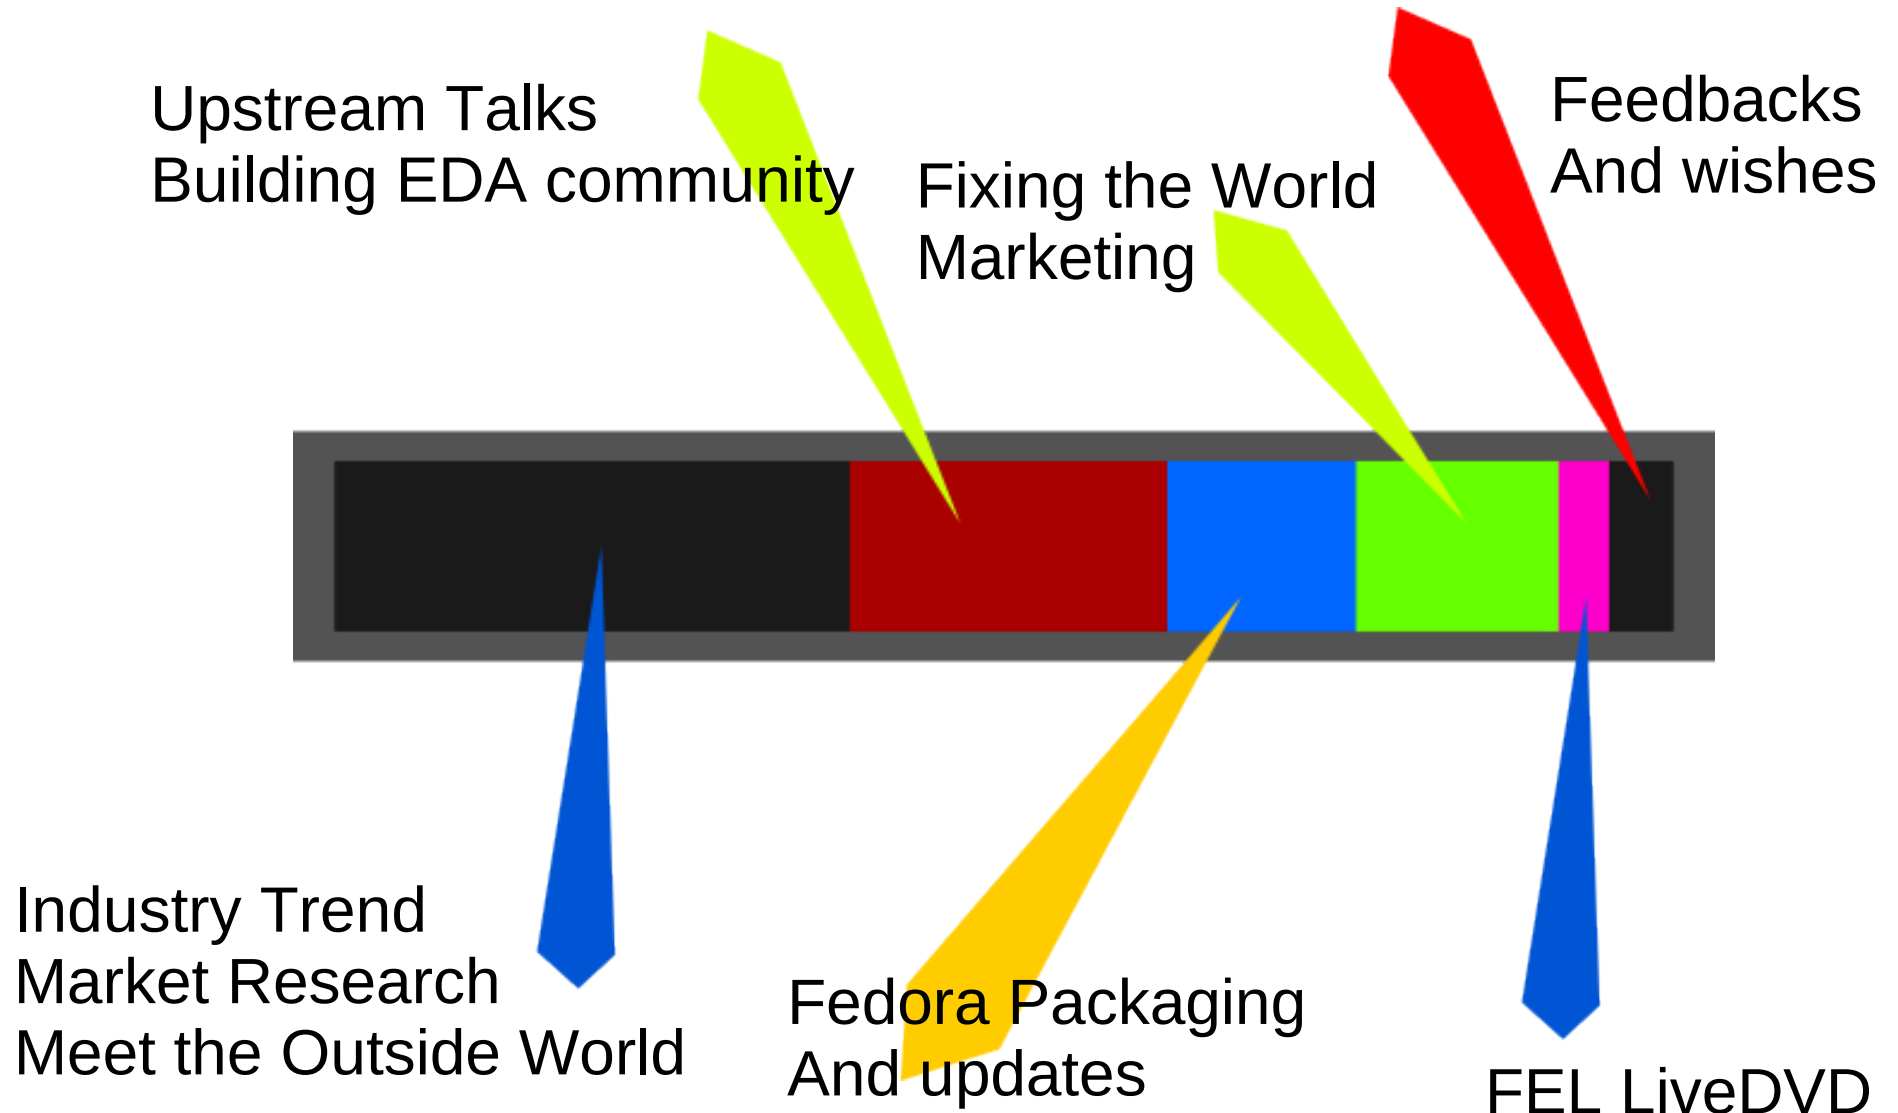 Upstream Talks
Building EDA community
Fixing the World
Marketing
Feedbacks
And wishes
Industry Trend
Market Research
Meet the Outside World
Fedora Packaging
And updates
FEL LiveDVD